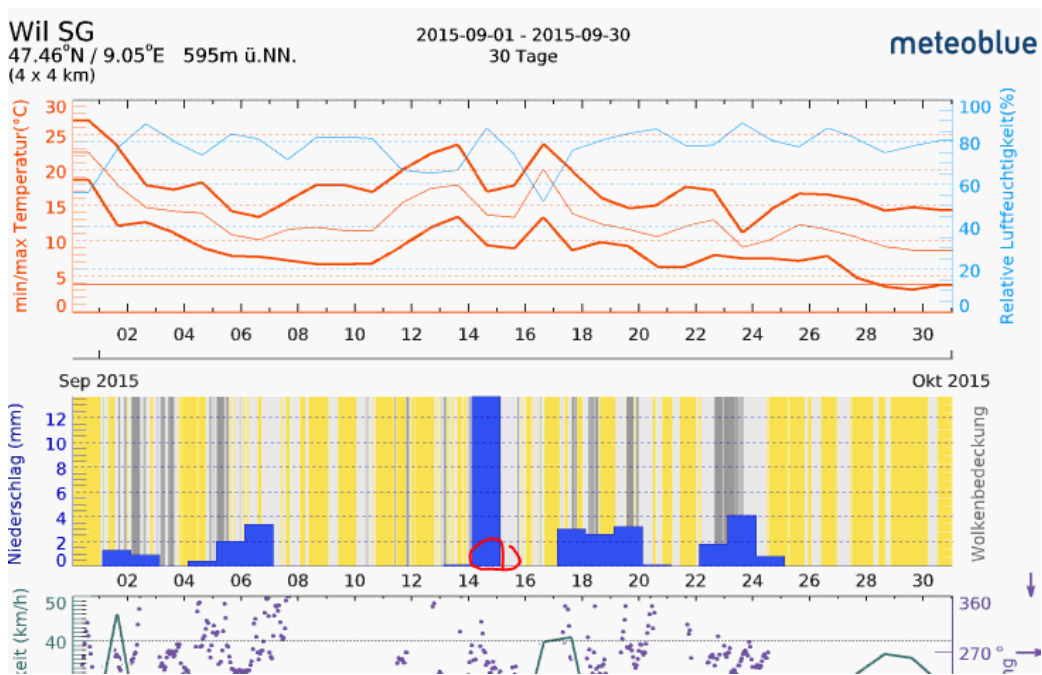 Wil SG
47.46°N / 9.05°E 595m ü.NN.
(4 x 4 km)
2015-09-01 - 2015-09-30
30 Tage
meteoblue
min/max Temperatur(°C)
30
25
20
15
10
5
0
Relative Luftfeuchtigkeit(%)
100
80
60
40
20
0
02 04 06 08 10 12 14 16 18 20 22 24 26 28 30
Sep 2015 Okt 2015
Niederschlag (mm)
12
10
8
6
4
2
0
Wolkenbedeckung
02 04 06 08 10 12 14 16 18 20 22 24 26 28 30
keit (km/h)
50
40
360
270 °
ng